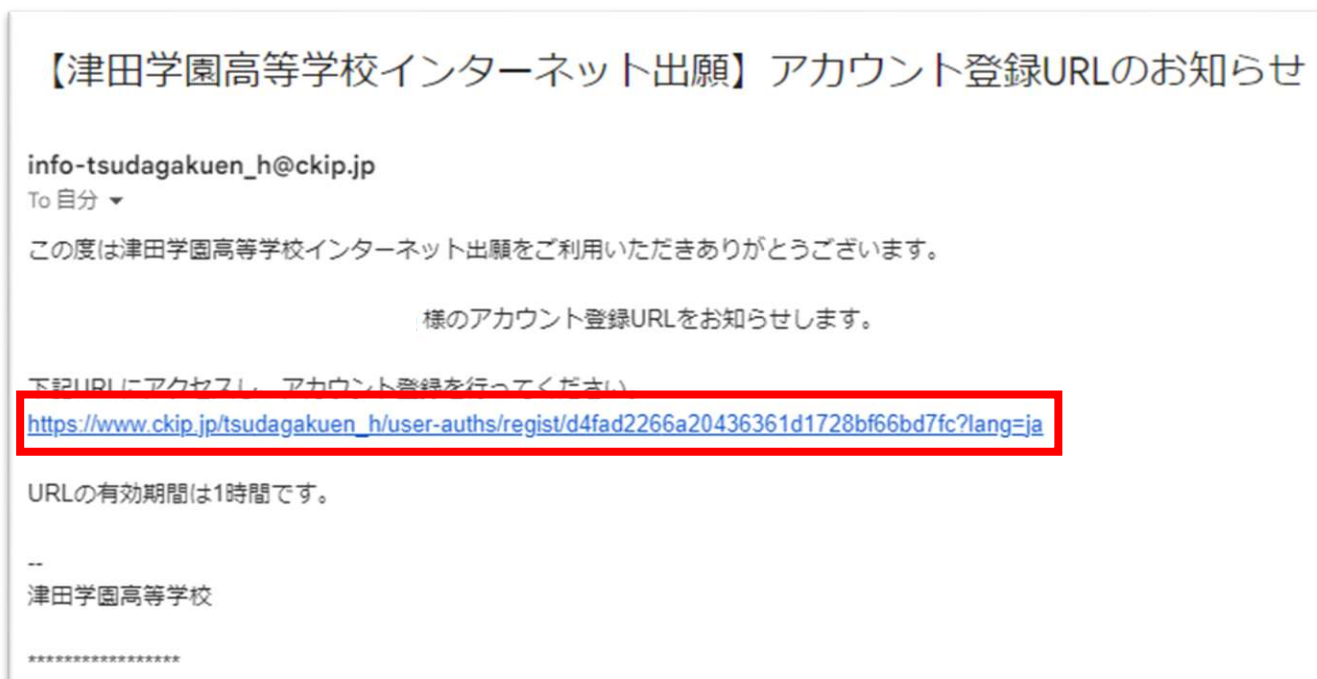 【津田学園高等学校インターネット出願】アカウント登録URLのお知らせ
info-tsudagakuen_h@ckip.jp
To 自分
この度は津田学園高等学校インターネット出願をご利用いただきありがとうございます。
様のアカウント登録URLをお知らせします。
下記URLにアクセスし、アカウント登録を行ってください。
https://www.ckip.jp/tsudagakuen_h/user-auths/regist/d4fad2266a20436361d1728bf66bd7fc?lang=ja
URLの有効期間は1時間です。
--
津田学園高等学校
******************